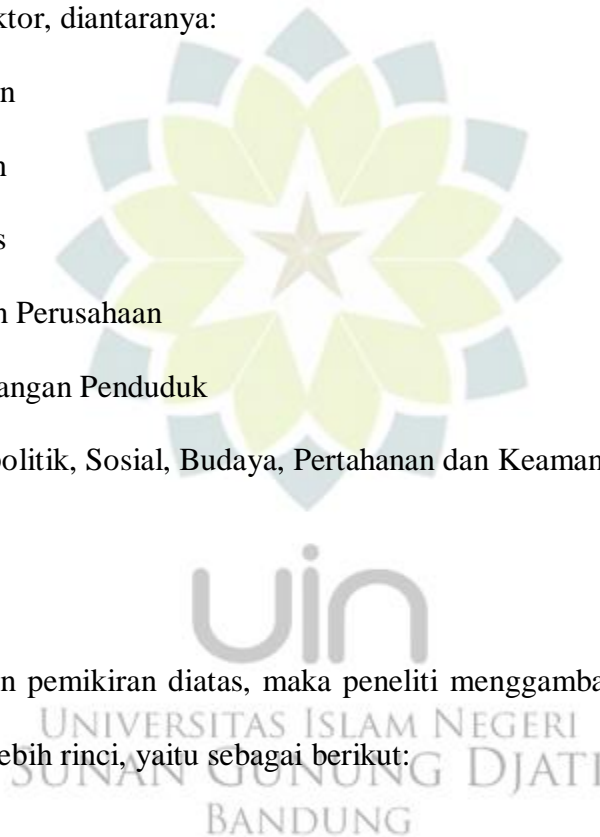 ktor, diantaranya:
n
n
s
n Perusahaan
angan Penduduk
politik, Sosial, Budaya, Pertahanan dan Keaman
uin
n pemikiran diatas, maka peneliti menggamba
UNIVERSITAS ISLAM NEGERI
ebih rinci, yaitu sebagai berikut:
SUNAN GUNUNG DJATI
BANDUNG